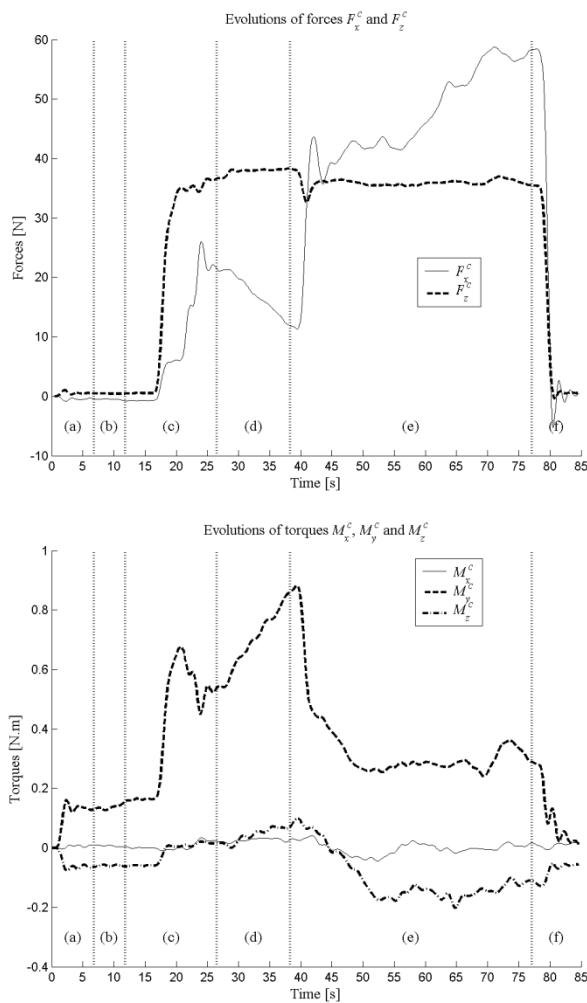 Evolutions of forces F_x^c and F_z^c
60
50
40
30
20
10
0
-10
Forces [N]
F_x^c
F_z^c
(a) (b) (c) (d) (e) (f)
0 5 10 15 20 25 30 35 40 45 50 55 60 65 70 75 80 85
Time [s]
Evolutions of torques M_x^c, M_y^c and M_z^c
1
0.8
0.6
0.4
0.2
0
-0.2
-0.4
Torques [N.m]
M_x^c
M_y^c
M_z^c
(a) (b) (c) (d) (e) (f)
0 5 10 15 20 25 30 35 40 45 50 55 60 65 70 75 80 85
Time [s]